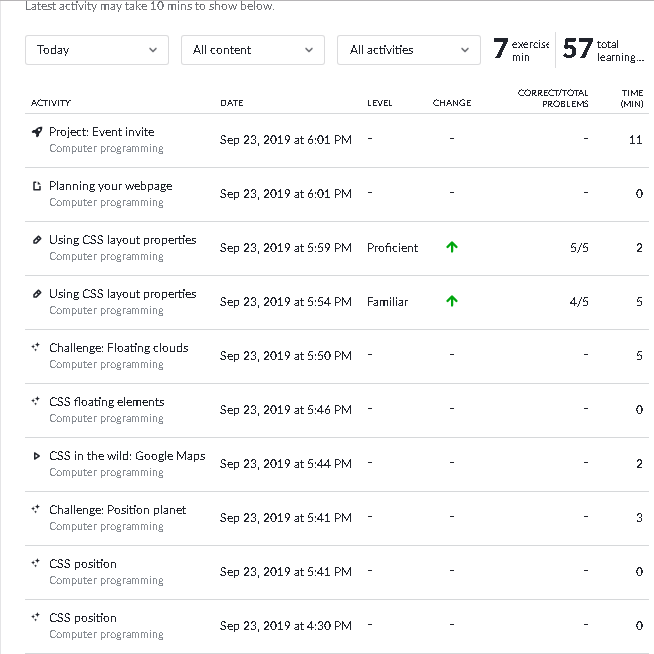 Latest activity may take 10 mins to show below.
Today All content All activities 7 exercise min 57 total learning...
ACTIVITY DATE LEVEL CHANGE CORRECT/TOTAL PROBLEMS TIME (MIN)
Project: Event invite Sep 23, 2019 at 6:01 PM - - - 11
Computer programming
Planning your webpage Sep 23, 2019 at 6:01 PM - - - 0
Computer programming
Using CSS layout properties Sep 23, 2019 at 5:59 PM Proficient 5/5 2
Computer programming
Using CSS layout properties Sep 23, 2019 at 5:54 PM Familiar 4/5 5
Computer programming
Challenge: Floating clouds Sep 23, 2019 at 5:50 PM - - - 5
Computer programming
CSS floating elements Sep 23, 2019 at 5:46 PM - - - 0
Computer programming
CSS in the wild: Google Maps Sep 23, 2019 at 5:44 PM - - - 2
Computer programming
Challenge: Position planet Sep 23, 2019 at 5:41 PM - - - 3
Computer programming
CSS position Sep 23, 2019 at 5:41 PM - - - 0
Computer programming
CSS position Sep 23, 2019 at 4:30 PM - - - 0
Computer programming